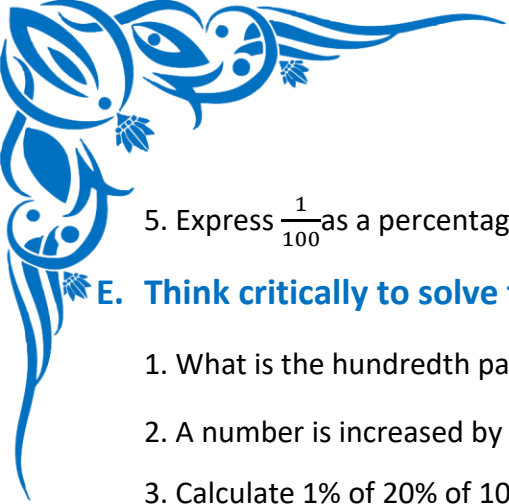 5. Express 1/100 as a percentag
E. Think critically to solve
1. What is the hundredth pa
2. A number is increased by
3. Calculate 1% of 20% of 10